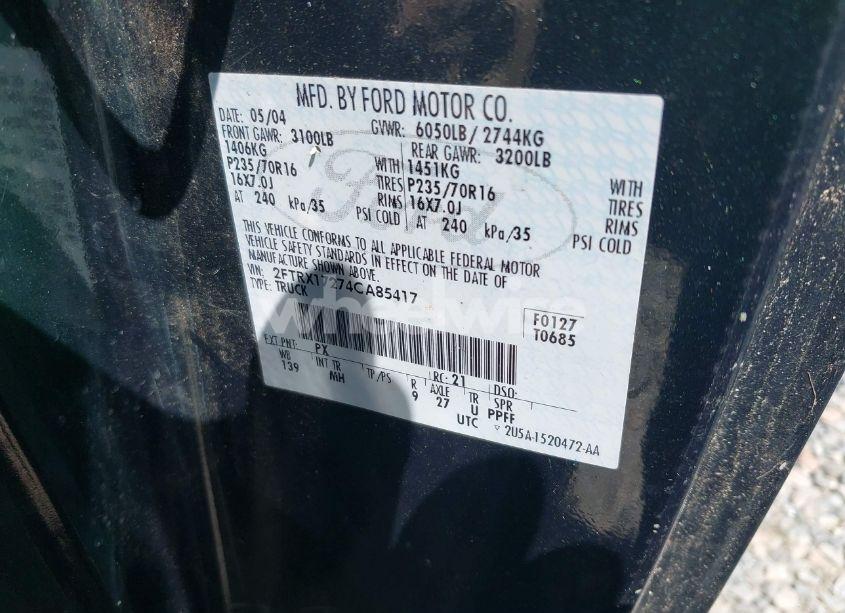 MFD. BY FORD MOTOR CO.
DATE: 05/04 GVWR: 6050LB/2744KG
FRONT GAWR: 3100LB REAR GAWR: 3200LB
1406KG WITH 1451KG WITH
P235/70R16 TIRES P235/70R16 TIRES
16X7.0J RIMS 16X7.0J RIMS
AT 240 kPa/35 PSI COLD AT 240 kPa/35 PSI COLD
THIS VEHICLE CONFORMS TO ALL APPLICABLE FEDERAL MOTOR
VEHICLE SAFETY STANDARDS IN EFFECT ON THE DATE OF
MANUFACTURE SHOWN ABOVE.
VIN: 2FTRX17274CA85417
TYPE: TRUCK
F0127
T0685
EXT PNT: PX RC: 21 DSO:
WB INT TR TP/PS R AXLE TR SPR
139 MH 9 27 U PPFF
UTC
▽ 2U5A-1520472-AA
Ford
wheelwise